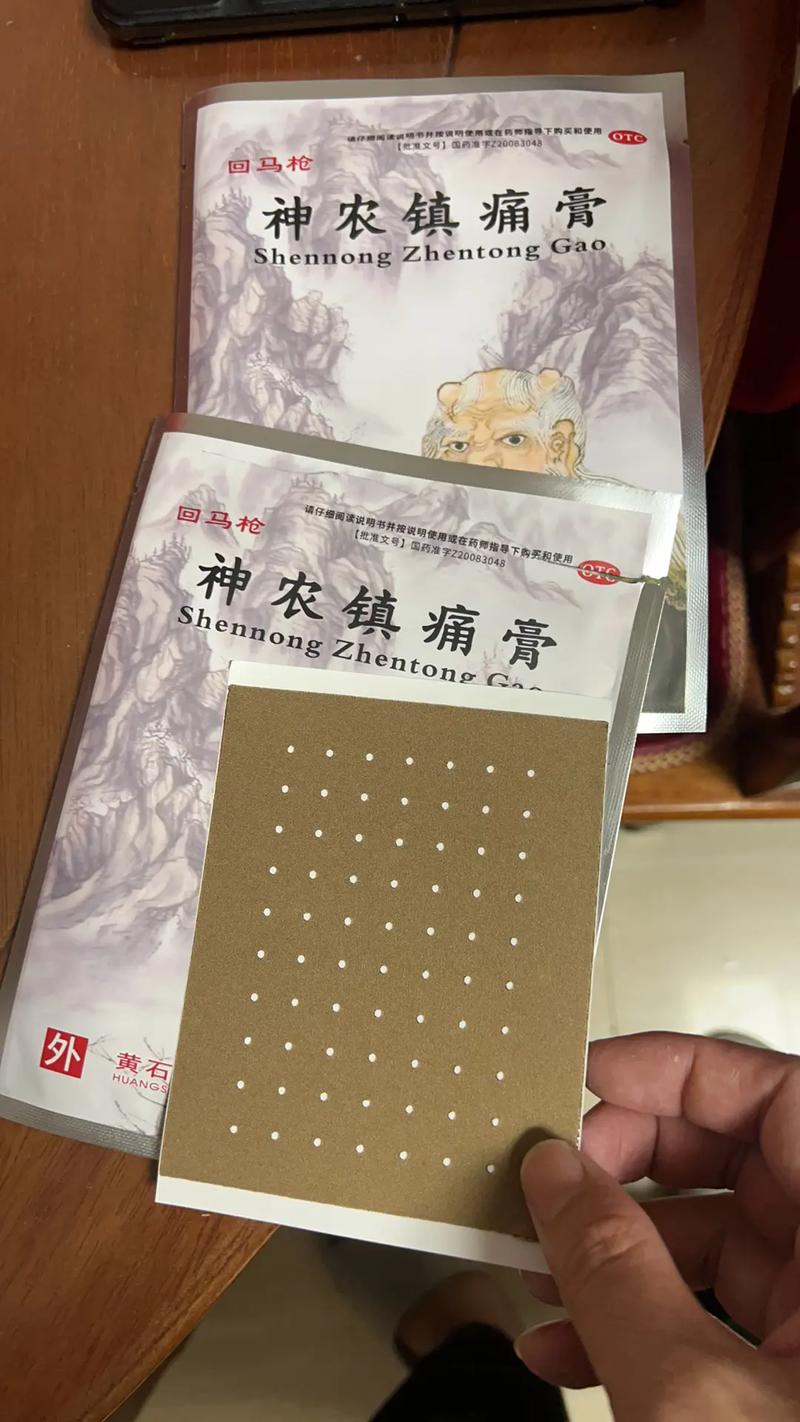 请仔细阅读说明书并按说明使用或在药师指导下购买和使用
OTC
【批准文号】国药准字Z20083048
回马枪
神农镇痛膏
Shennong Zhentong Gao
请仔细阅读说明书并按说明使用或在药师指导下购买和使用
【批准文号】国药准字Z20083048
OTC
回马枪
神农镇痛膏
Shennong Zhentong Gao
外
黄石
HUANGS